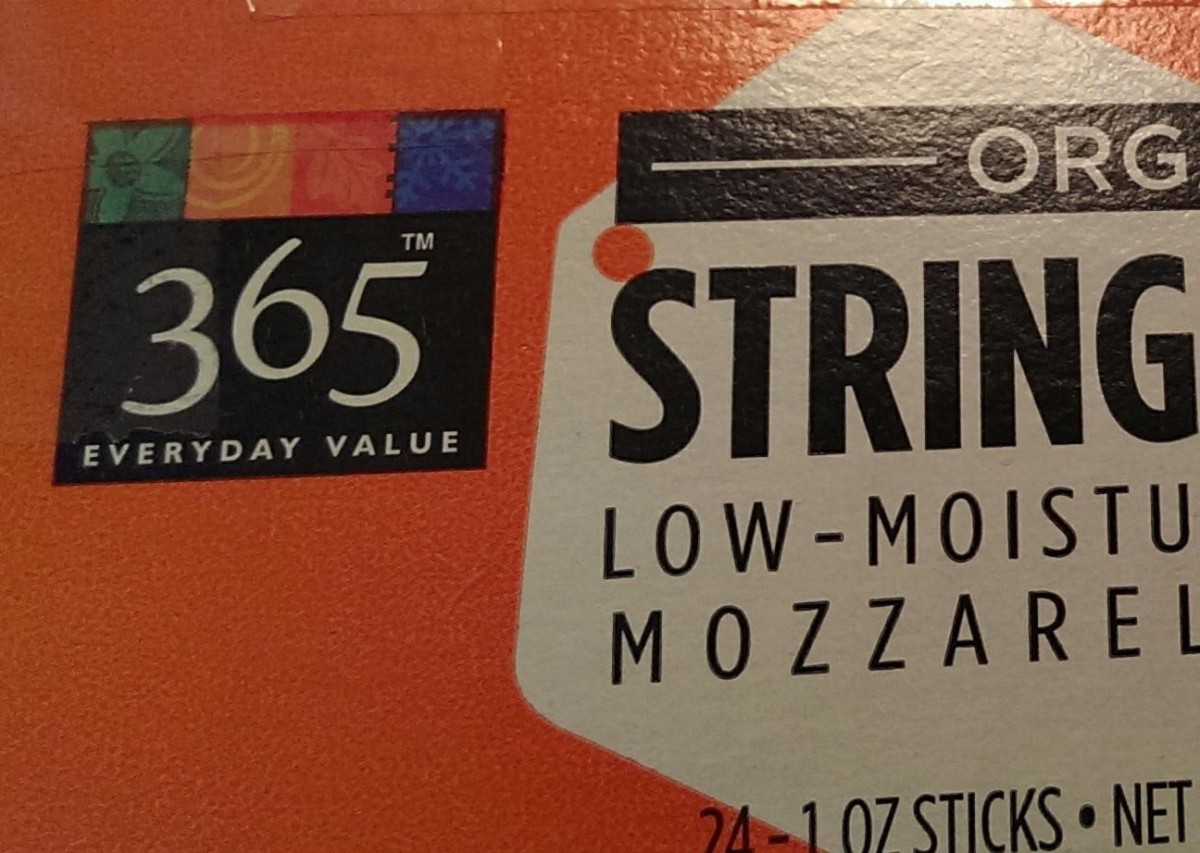 365™
EVERYDAY VALUE
ORG
STRING
LOW-MOISTU
MOZZAREL
24 - 1 OZ STICKS • NET